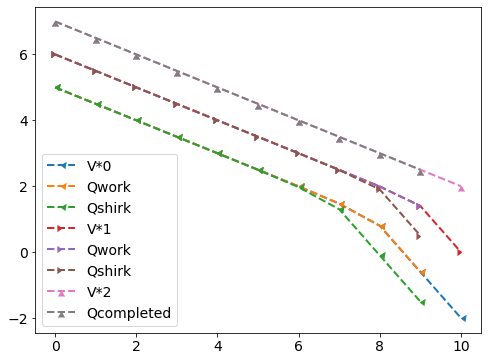 6
4
2
0
−2
V*0
Qwork
Qshirk
V*1
Qwork
Qshirk
V*2
Qcompleted
0
2
4
6
8
10